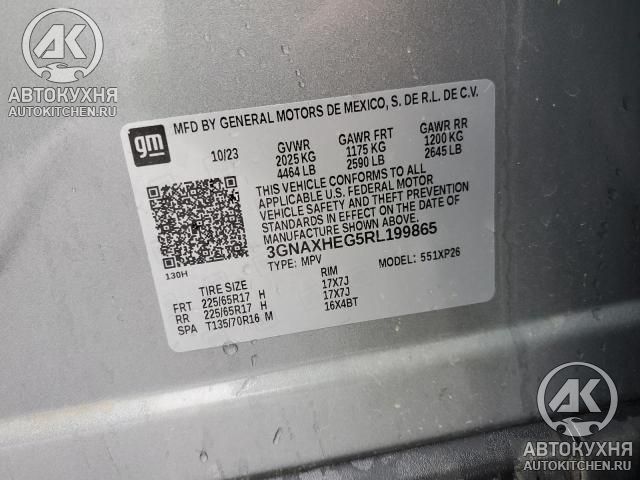 AK
АВТОКУХНЯ
AUTOKITCHEN.RU
gm
MFD BY GENERAL MOTORS DE MEXICO, S. DE R.L. DE C.V.
10/23 GVWR GAWR FRT GAWR RR
2025 KG 1175 KG 1200 KG
4464 LB 2590 LB 2645 LB
THIS VEHICLE CONFORMS TO ALL
APPLICABLE U.S. FEDERAL MOTOR
VEHICLE SAFETY AND THEFT PREVENTION
STANDARDS IN EFFECT ON THE DATE OF
MANUFACTURE SHOWN ABOVE.
3GNAXHEG5RL199865
130H TYPE: MPV MODEL: 551XP26
TIRE SIZE RIM
FRT 225/65R17 H 17X7J
RR 225/65R17 H 17X7J
SPA T135/70R16 M 16X4BT
AK
АВТОКУХНЯ
AUTOKITCHEN.RU